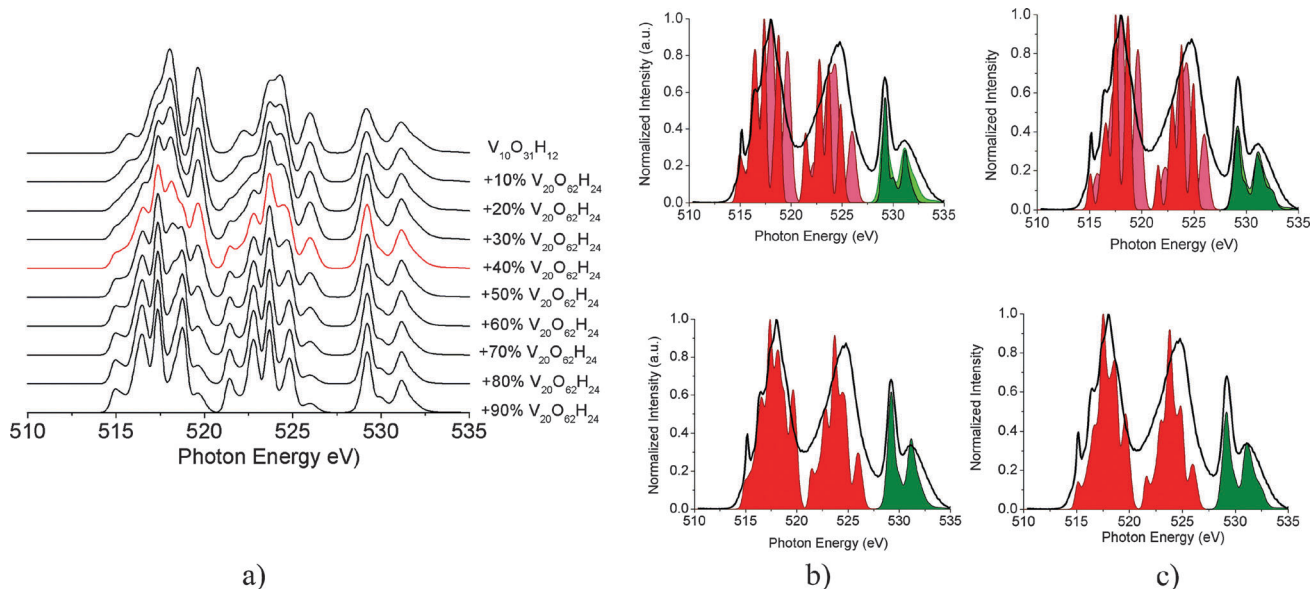 V₁₀O₃₁H₁₂
+10% V₂₀O₆₂H₂₄
+20% V₂₀O₆₂H₂₄
+30% V₂₀O₆₂H₂₄
+40% V₂₀O₆₂H₂₄
+50% V₂₀O₆₂H₂₄
+60% V₂₀O₆₂H₂₄
+70% V₂₀O₆₂H₂₄
+80% V₂₀O₆₂H₂₄
+90% V₂₀O₆₂H₂₄
510 515 520 525 530 535
Photon Energy eV)
a)
Normalized Intensity (a.u.)
1.0
0.8
0.6
0.4
0.2
0.0
510 515 520 525 530 535
Photon Energy (eV)
Normalized Intensity
1.0
0.8
0.6
0.4
0.2
0.0
510 515 520 525 530 535
Photon Energy (eV)
Normalized Intensity (a.u.)
1.0
0.8
0.6
0.4
0.2
0.0
510 515 520 525 530 535
Photon Energy (eV)
b)
Normalized Intensity
1.0
0.8
0.6
0.4
0.2
0.0
510 515 520 525 530 535
Photon Energy (eV)
c)